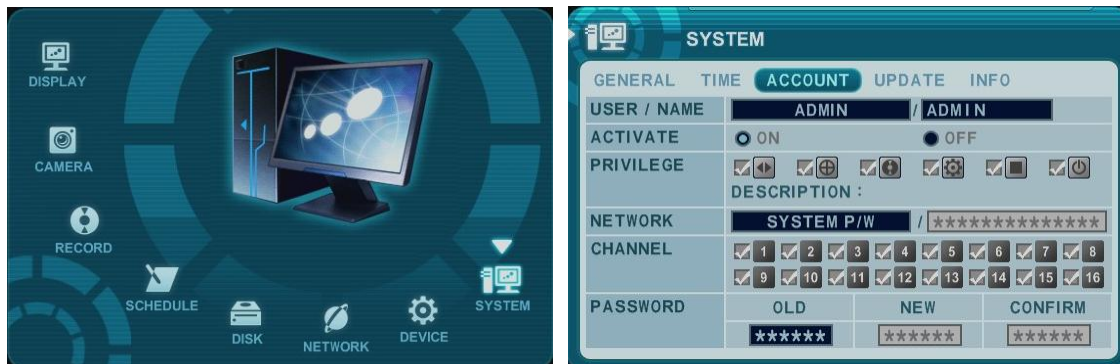 DISPLAY
CAMERA
RECORD
SCHEDULE
DISK
NETWORK
DEVICE
SYSTEM
SYSTEM
GENERAL TIME ACCOUNT UPDATE INFO
USER / NAME ADMIN / ADMIN
ACTIVATE ON OFF
PRIVILEGE
DESCRIPTION :
NETWORK SYSTEM P/W / **************
CHANNEL 1 2 3 4 5 6 7 8
9 10 11 12 13 14 15 16
PASSWORD OLD NEW CONFIRM
****** ****** ******